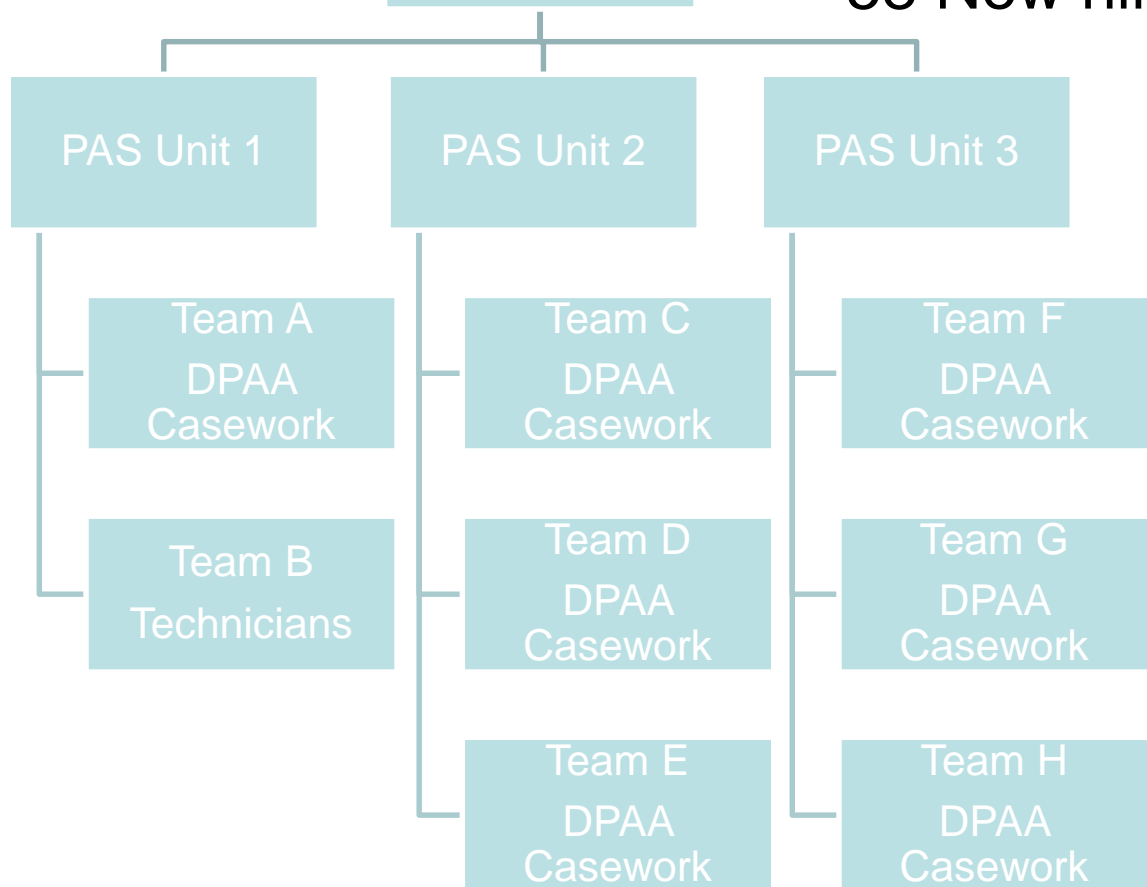 PAS Unit 1
PAS Unit 2
PAS Unit 3
Team A
DPAA
Casework
Team B
Technicians
Team C
DPAA
Casework
Team D
DPAA
Casework
Team E
DPAA
Casework
Team F
DPAA
Casework
Team G
DPAA
Casework
Team H
DPAA
Casework